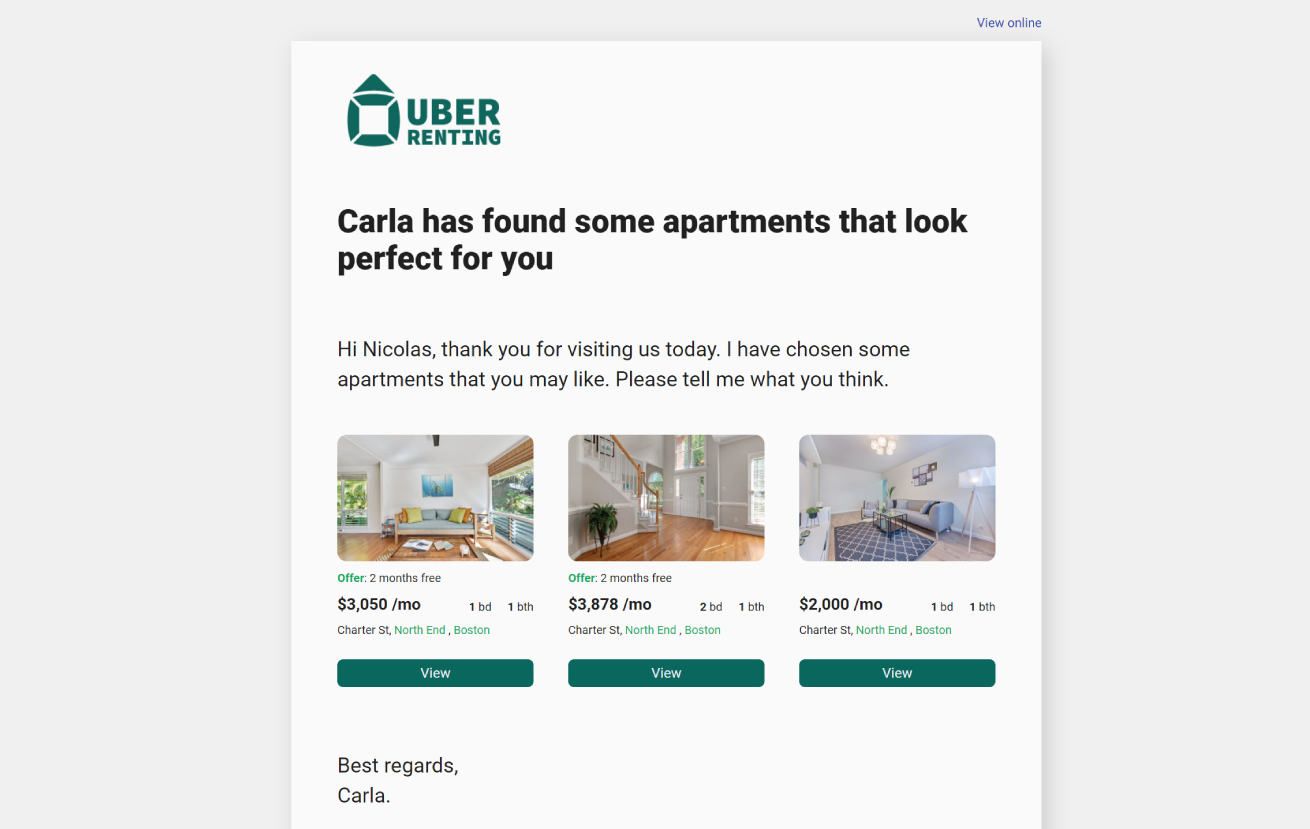 View online
UBER
RENTING
Carla has found some apartments that look
perfect for you
Hi Nicolas, thank you for visiting us today. I have chosen some
apartments that you may like. Please tell me what you think.
Offer: 2 months free
$3,050 /mo 1 bd 1 bth
Charter St, North End , Boston
View
Offer: 2 months free
$3,878 /mo 2 bd 1 bth
Charter St, North End , Boston
View
$2,000 /mo 1 bd 1 bth
Charter St, North End , Boston
View
Best regards,
Carla.